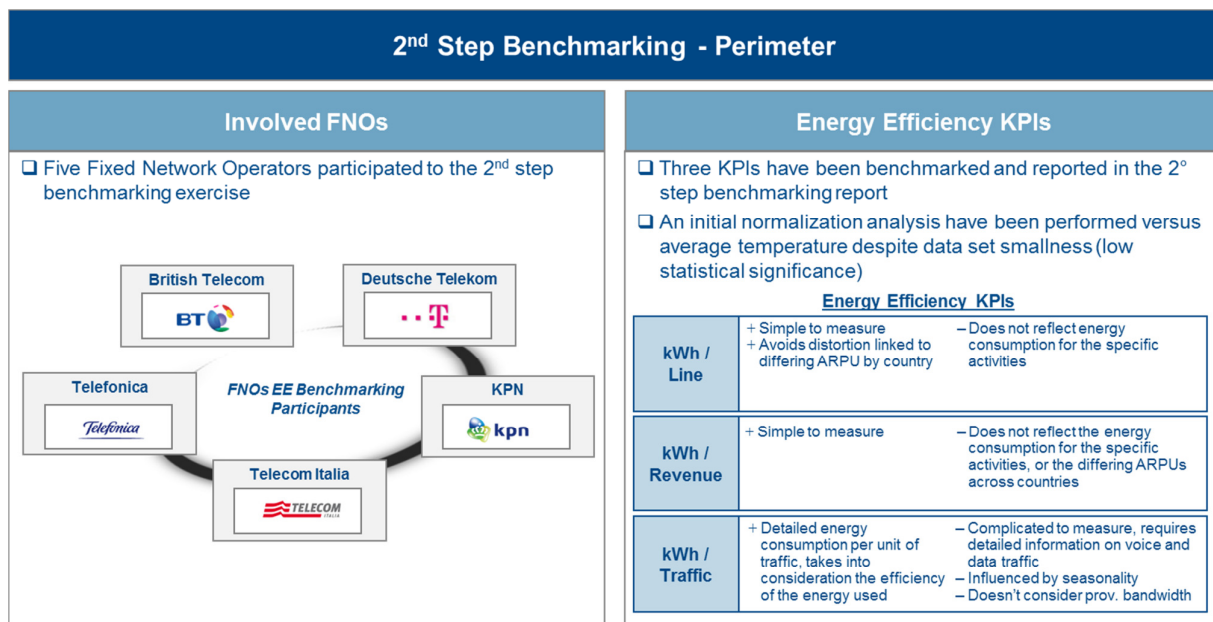 2nd Step Benchmarking - Perimeter
Involved FNOs
❑ Five Fixed Network Operators participated to the 2nd step
benchmarking exercise
British Telecom
BT
Deutsche Telekom
T
Telefonica
Telefónica
FNOs EE Benchmarking
Participants
KPN
kpn
Telecom Italia
TELECOM
ITALIA
Energy Efficiency KPIs
❑ Three KPIs have been benchmarked and reported in the 2°
step benchmarking report
❑ An initial normalization analysis have been performed versus
average temperature despite data set smallness (low
statistical significance)
Energy Efficiency KPIs
kWh /
Line
+ Simple to measure
+ Avoids distortion linked to
differing ARPU by country
– Does not reflect energy
consumption for the specific
activities
kWh /
Revenue
+ Simple to measure
– Does not reflect the energy
consumption for the specific
activities, or the differing ARPUs
across countries
kWh /
Traffic
+ Detailed energy
consumption per unit of
traffic, takes into
consideration the efficiency
of the energy used
– Complicated to measure, requires
detailed information on voice and
data traffic
– Influenced by seasonality
– Doesn't consider prov. bandwidth